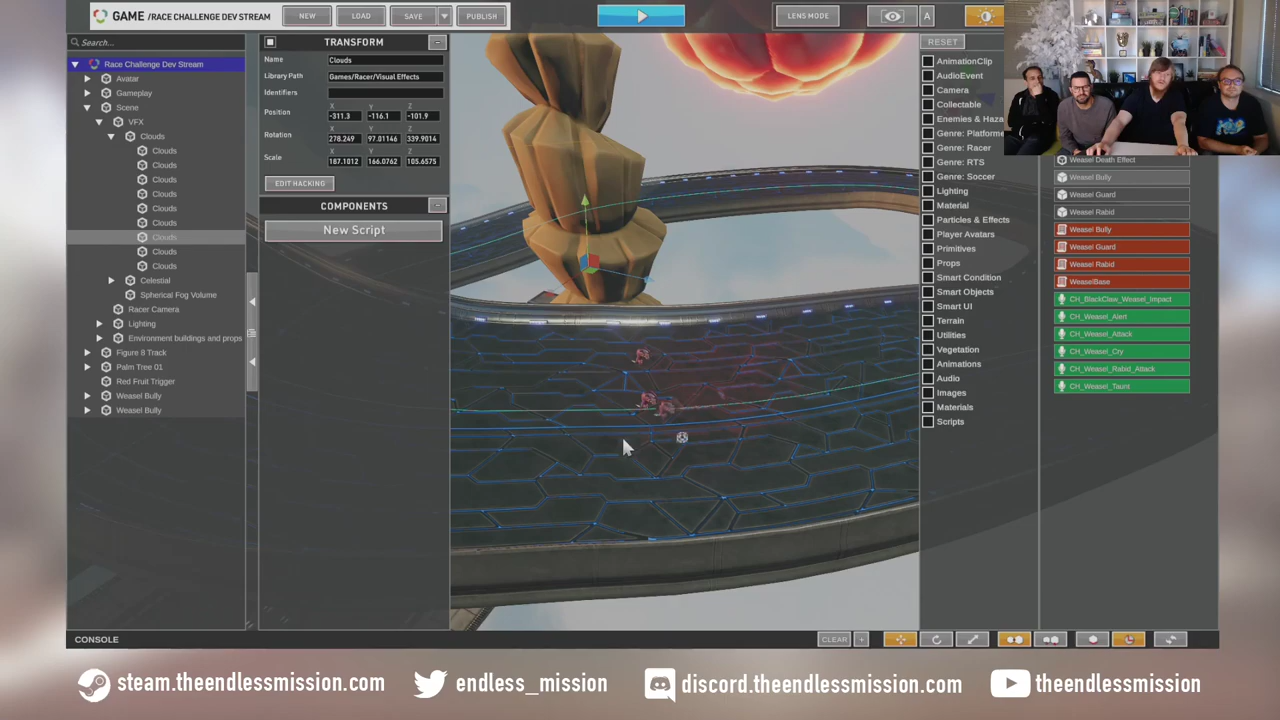 GAME /RACE CHALLENGE DEV STREAM
NEW
LOAD
SAVE
PUBLISH
LENS MODE
A
Search...
Race Challenge Dev Stream
Avatar
Gameplay
Scene
VFX
Clouds
Clouds
Clouds
Clouds
Clouds
Clouds
Clouds
Clouds
Clouds
Clouds
Celestial
Spherical Fog Volume
Racer Camera
Lighting
Environment buildings and props
Figure 8 Track
Palm Tree 01
Red Fruit Trigger
Weasel Bully
Weasel Bully
TRANSFORM
Name
Clouds
Library Path
Games/Racer/Visual Effects
Identifiers
X Y Z
Position
-311.3 -116.1 -101.9
X Y Z
Rotation
278.249 97.01146 339.9014
X Y Z
Scale
187.1012 166.0762 105.6575
EDIT HACKING
COMPONENTS
New Script
RESET
AnimationClip
AudioEvent
Camera
Collectable
Enemies & Haza
Genre: Platforme
Genre: Racer
Genre: RTS
Genre: Soccer
Lighting
Material
Particles & Effects
Player Avatars
Primitives
Props
Smart Condition
Smart Objects
Smart UI
Terrain
Utilities
Vegetation
Animations
Audio
Images
Materials
Scripts
Weasel Death Effect
Weasel Bully
Weasel Guard
Weasel Rabid
Weasel Bully
Weasel Guard
Weasel Rabid
WeaselBase
CH_BlackClaw_Weasel_Impact
CH_Weasel_Alert
CH_Weasel_Attack
CH_Weasel_Cry
CH_Weasel_Rabid_Attack
CH_Weasel_Taunt
CONSOLE
CLEAR
+
steam.theendlessmission.com
endless_mission
discord.theendlessmission.com
theendlessmission